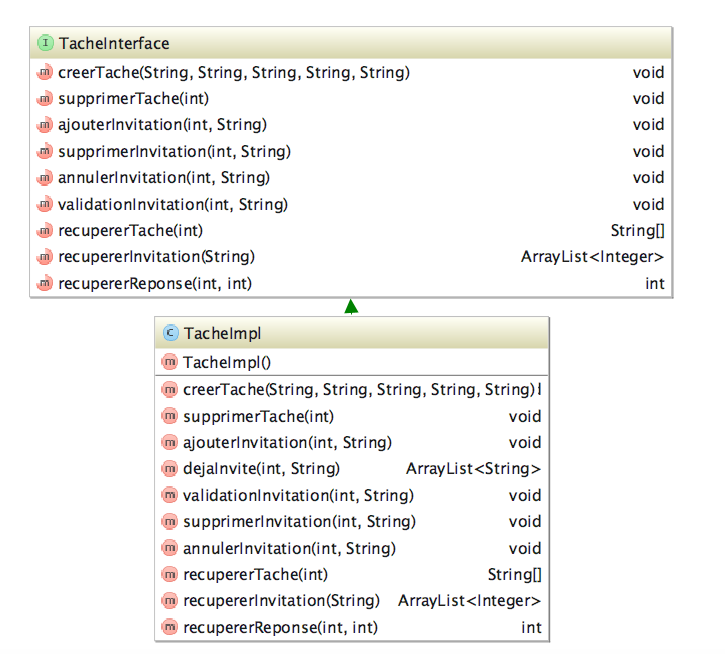 I TacheInterface
m creerTache(String, String, String, String, String) void
m supprimerTache(int) void
m ajouterInvitation(int, String) void
m supprimerInvitation(int, String) void
m annulerInvitation(int, String) void
m validationInvitation(int, String) void
m recupererTache(int) String[]
m recupererInvitation(String) ArrayList<Integer>
m recupererReponse(int, int) int
C TacheImpl
m TacheImpl()
m creerTache(String, String, String, String, String)
m supprimerTache(int) void
m ajouterInvitation(int, String) void
m dejaInvite(int, String) ArrayList<String>
m validationInvitation(int, String) void
m supprimerInvitation(int, String) void
m annulerInvitation(int, String) void
m recupererTache(int) String[]
m recupererInvitation(String) ArrayList<Integer>
m recupererReponse(int, int) int